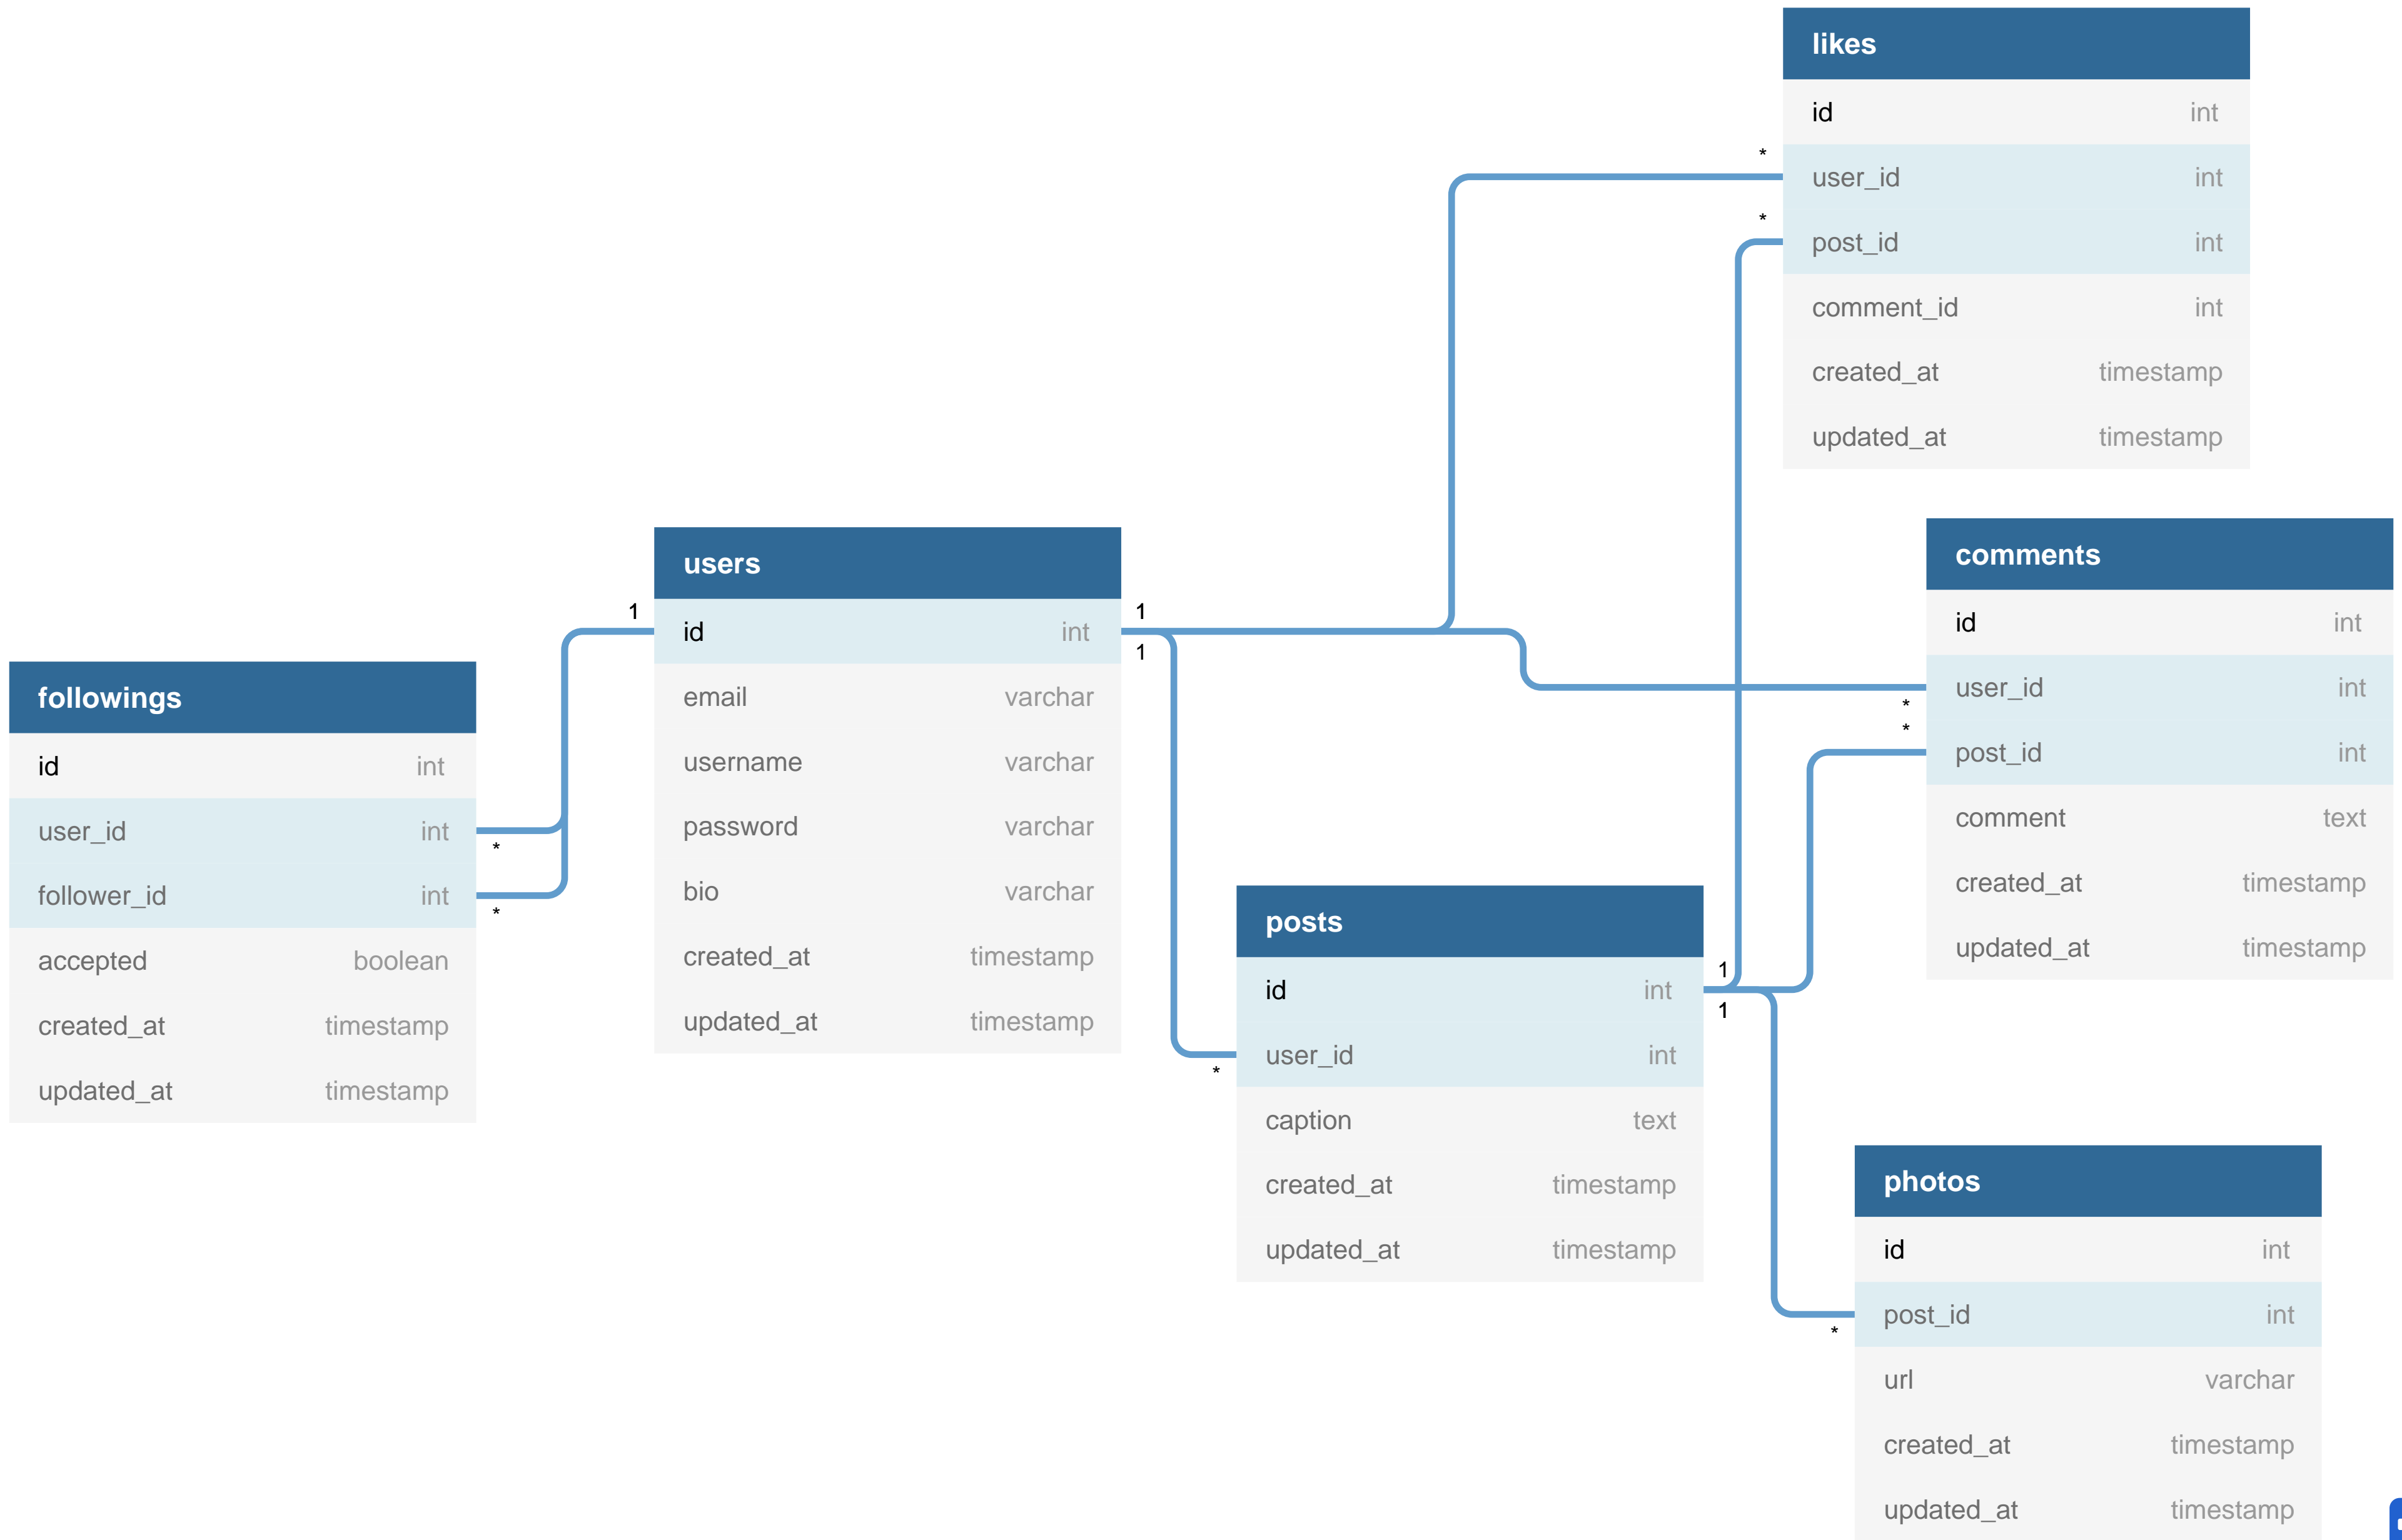 likes
id int
user_id int
post_id int
comment_id int
created_at timestamp
updated_at timestamp
*
*
users
id int
email varchar
username varchar
password varchar
bio varchar
created_at timestamp
updated_at timestamp
1
1
1
comments
id int
user_id int
post_id int
comment text
created_at timestamp
updated_at timestamp
*
*
followings
id int
user_id int
follower_id int
accepted boolean
created_at timestamp
updated_at timestamp
*
*
posts
id int
user_id int
caption text
created_at timestamp
updated_at timestamp
1
1
*
photos
id int
post_id int
url varchar
created_at timestamp
updated_at timestamp
*